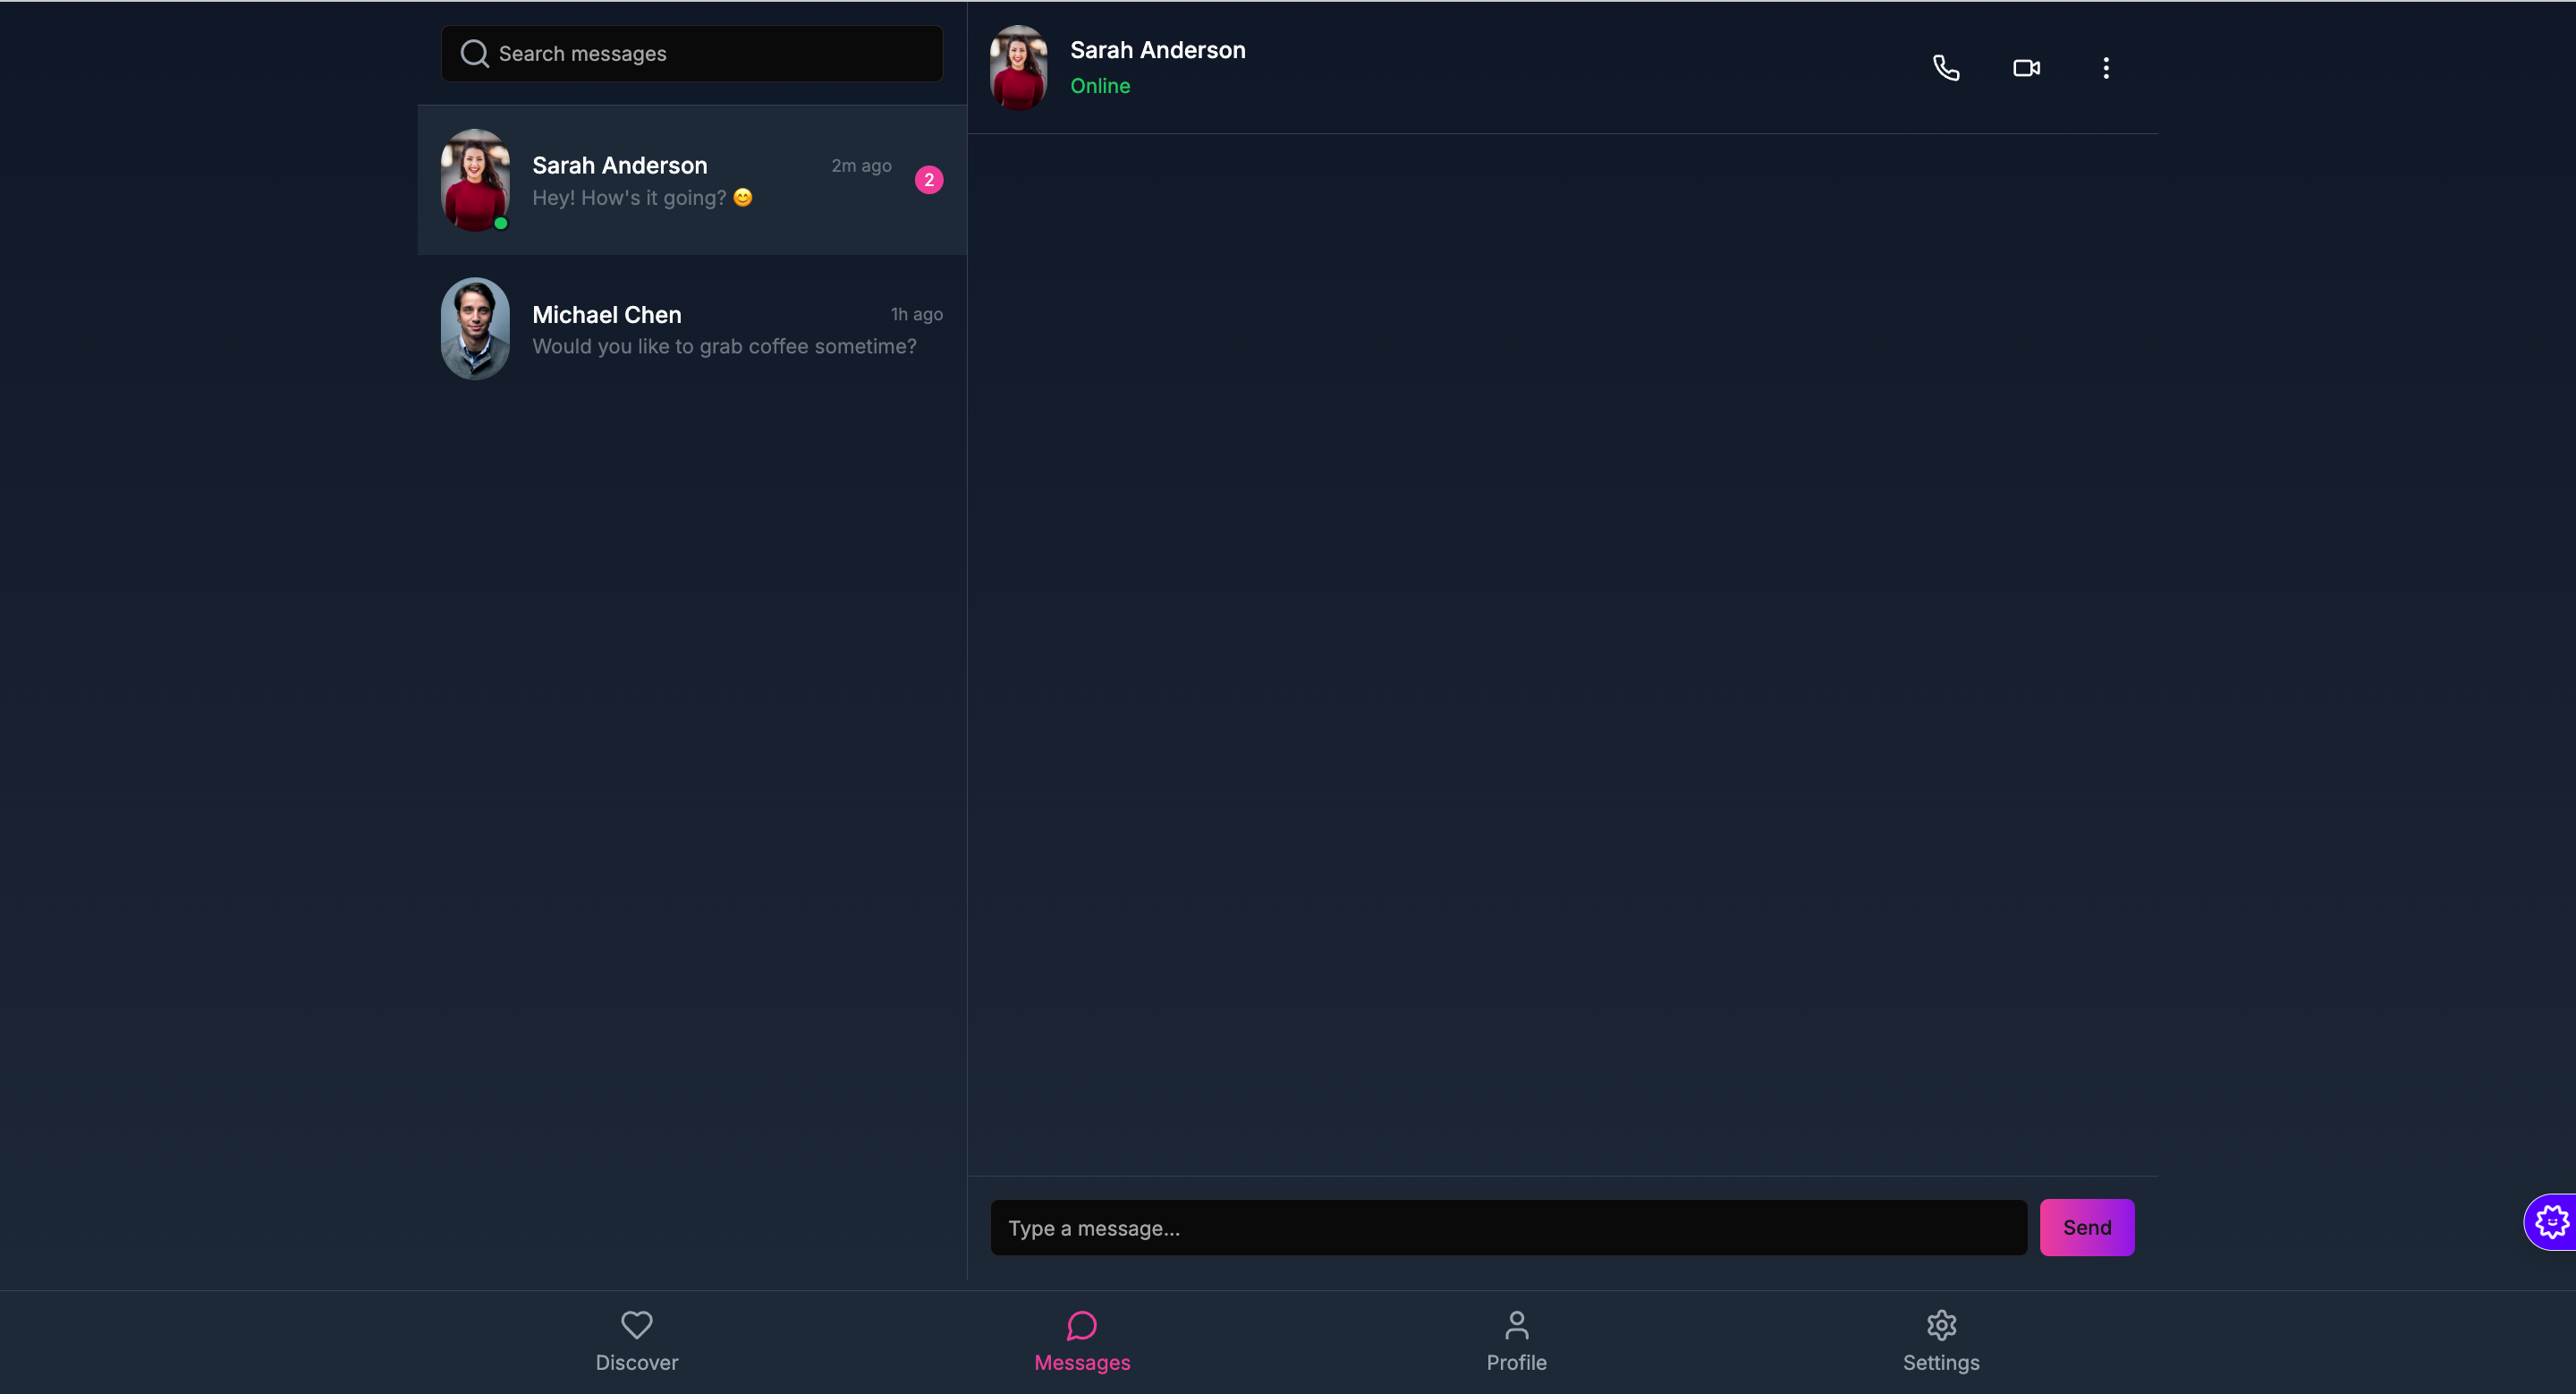 Search messages
Sarah Anderson
2m ago
2
Hey! How's it going? 😊
Michael Chen
1h ago
Would you like to grab coffee sometime?
Sarah Anderson
Online
Type a message...
Send
Discover
Messages
Profile
Settings